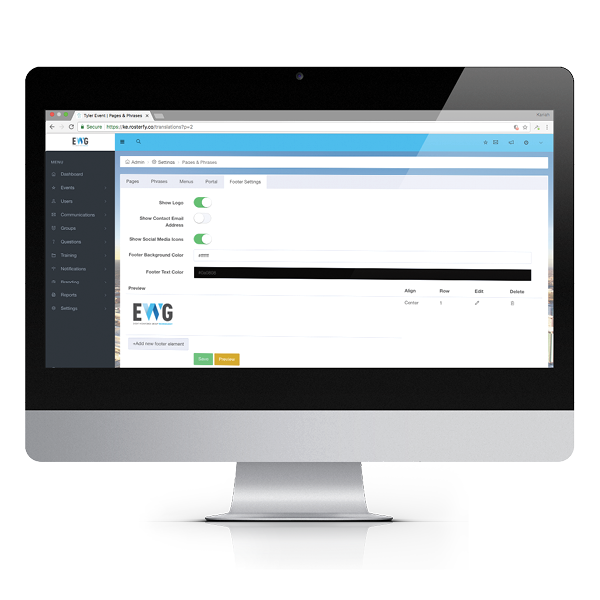 Tyler Event | Pages & Phrases
Kerrah
Secure https://ke.rosterfy.co/translations?p=2
EWG
MENU
Dashboard
Events
Users
Communications
Groups
Questions
Training
Notifications
Reporting
Reports
Settings
Admin / Settings / Pages & Phrases
Pages Phrases Menus Portal Footer Settings
Show Logo
Show Contact Email
Address
Show Social Media Icons
Footer Background Color #ffffff
Footer Text Color
Preview Align Row Edit Delete
EWG Center 1
+Add new footer element
Save Preview